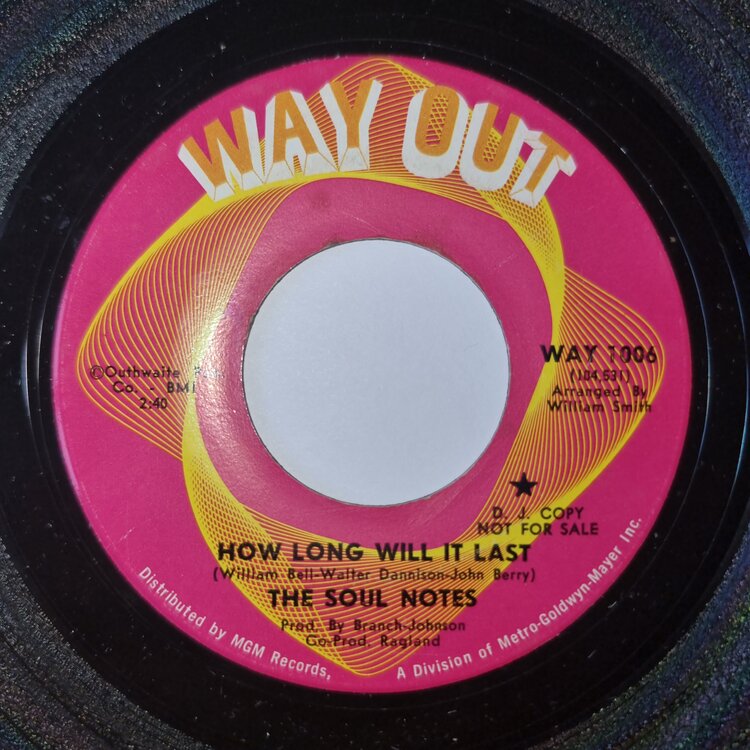 WAY OUT
©Outhwaite
Co. - BMI
2:40
WAY 1006
(104,531)
Arranged By
William Smith
D. J. COPY
NOT FOR SALE
HOW LONG WILL IT LAST
(William Bell-Walter Dannison-John Berry)
THE SOUL NOTES
Prod. By Branch-Johnson
Co-Prod. Ragland
Distributed by MGM Records, A Division of Metro-Goldwyn-Mayer Inc.